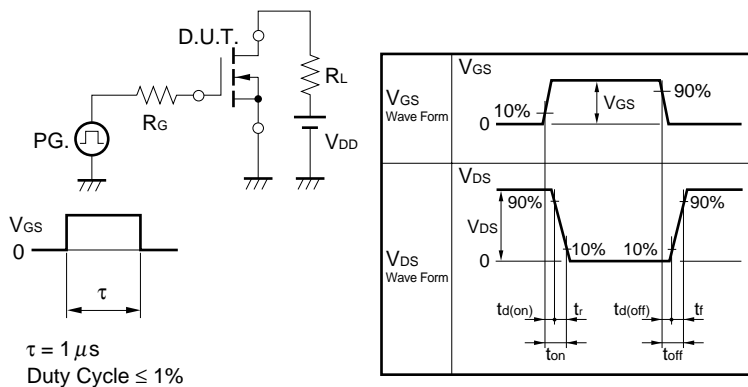 D.U.T.
RL
RG
PG.
VDD
VGS
0
τ
τ = 1 μs
Duty Cycle ≤ 1%
VGS
Wave Form
VGS
10%
VGS
90%
0
VDS
Wave Form
VDS
90%
VDS
90%
10%
10%
0
td(on)
tr
td(off)
tf
ton
toff